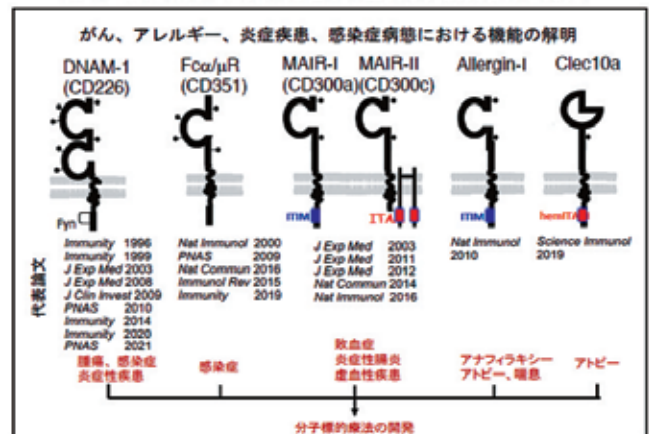 がん、アレルギー、炎症疾患、感染症病態における機能の解明
DNAM-1
(CD226)
Fcα/μR
(CD351)
MAIR-I
(CD300a)
MAIR-II
(CD300c)
Allergin-I
Clec10a
Fyn
ITIM
ITA
ITIM
hemITA
代表論文
Immunity 1996
Immunity 1999
J Exp Med 2003
J Exp Med 2008
J Clin Invest 2009
PNAS 2010
Immunity 2014
Immunity 2020
PNAS 2021
Nat Immunol 2000
PNAS 2009
Nat Commun 2016
Immunol Rev 2015
Immunity 2019
J Exp Med 2003
J Exp Med 2011
J Exp Med 2012
Nat Commun 2014
Nat Immunol 2016
Nat Immunol
2010
Science Immunol
2019
腫瘍、感染症
炎症性疾患
感染症
敗血症
炎症性腸炎
虚血性疾患
アナフィラキシー
アトピー、喘息
アトピー
分子標的療法の開発